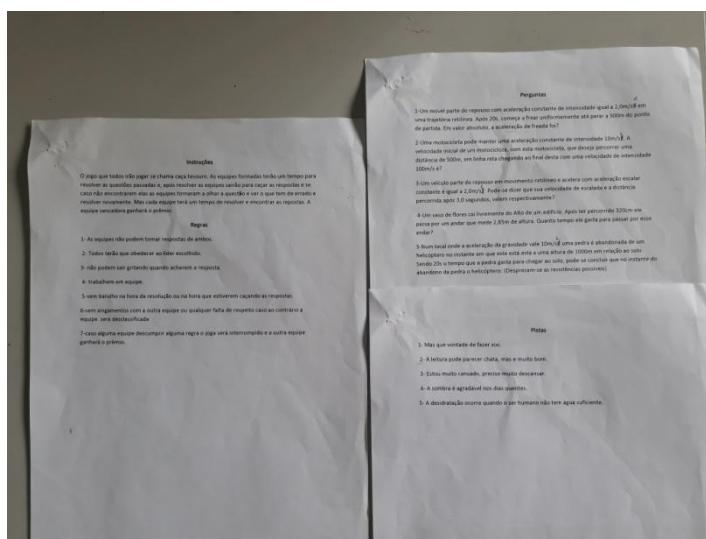 Instruções
O jogo que todos irão jogar se chama caça tesouro. As equipes formadas terão um tempo para
resolver as questões passadas e, após resolver as equipes sairão para caçar as respostas e se
caso não encontrarem elas as equipes formaram a olhar a questão e ver o que tem de errado e
resolver novamente. Mas cada equipe terá um tempo de resolver e encontrar as respostas. A
equipe vencedora ganhará o prêmio.
Regras
1- As equipes não podem tomar respostas de ambos.
2- Todos terão que obedecer ao líder escolhido.
3- não podem sair gritando quando acharem a resposta.
4- trabalhem em equipe.
5-sem barulho na hora da resolução ou na hora que estiverem caçando as respostas.
6-sem xingamentos com a outra equipe ou qualquer falta de respeito caso ao contrário a
equipe será desclassificada
7-caso alguma equipe descumprir alguma regra o joga será interrompido e a outra equipe
ganhará o prêmio.
Perguntas
1-Um móvel parte do repouso com aceleração constante de intensidade igual a 2,0m/s² em
uma trajetória retilínea. Após 20s, começa a frear uniformemente até parar a 500m do ponto
de partida. Em valor absoluto, a aceleração de freada foi?
2-Uma motocicleta pode manter uma aceleração constante de intensidade 10m/s². A
velocidade inicial de um motociclista, com esta motocicleta, que deseja percorrer uma
distância de 500m, em linha reta chegando ao final desta com uma velocidade de intensidade
100m/s é?
3-Um veículo parte do repouso em movimento retilíneo e acelera com aceleração escalar
constante é igual a 2,0m/s². Pode-se dizer que sua velocidade de escalada e a distância
percorrida após 3,0 segundos, valem respectivamente?
4-Um vaso de flores cai livremente do Alto de um edifício. Após ter percorrido 320cm ele
passa por um andar que mede 2,85m de altura. Quanto tempo ele gasta para passar por esse
andar?
5-Num local onde a aceleração da gravidade vale 10m/s² uma pedra é abandonada de um
helicóptero no instante em que este está este a uma altura de 1000m em relação ao solo
Sendo 20s o tempo que a pedra gasta para chegar ao solo, pode-se concluir que no instante do
abandono da pedra o helicóptero: (Desprezam-se as resistências possíveis)
Pistas
1- Mas que vontade de fazer xixi.
2- A leitura pode parecer chata, mas e muito bom.
3- Estou muito cansado, preciso muito descansar.
4- A sombra é agradável nos dias quentes.
5- A desidratação ocorre quando o ser humano não tem água suficiente.